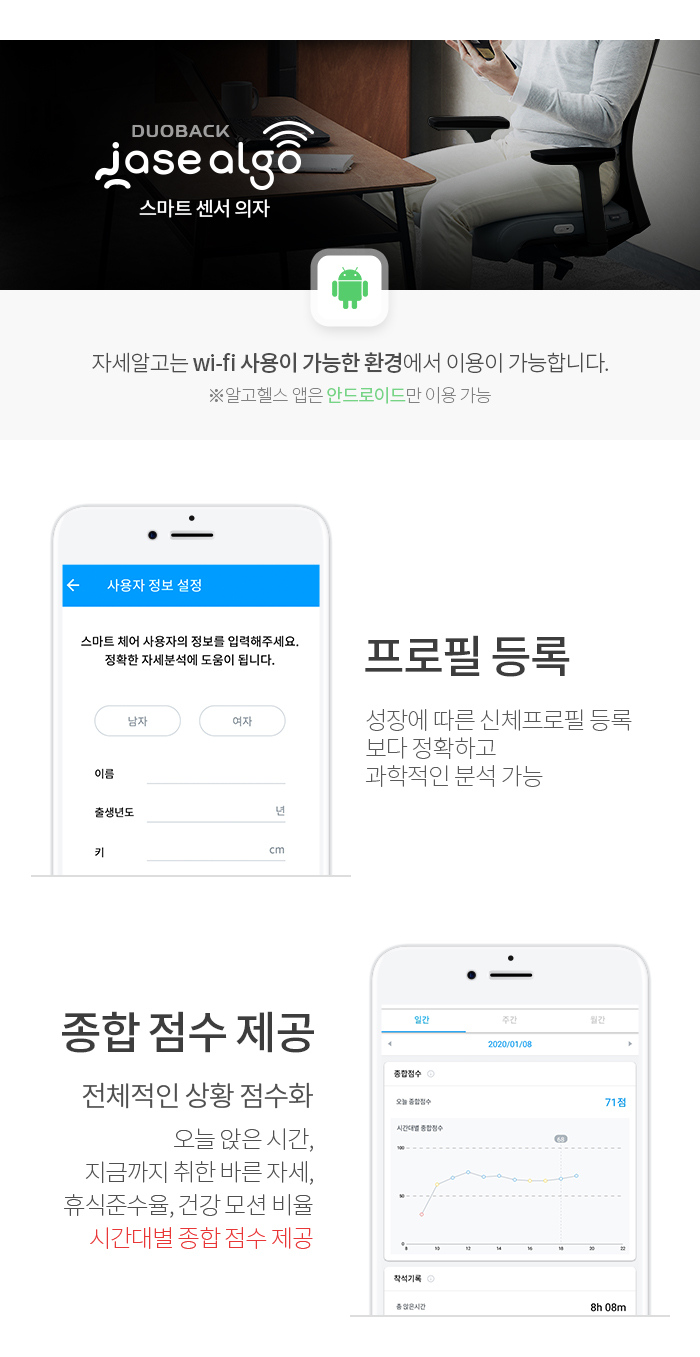 DUOBACK
jase algo
스마트 센서 의자
자세알고는 wi-fi 사용이 가능한 환경에서 이용이 가능합니다.
※알고헬스 앱은 안드로이드만 이용 가능
사용자 정보 설정
스마트 체어 사용자의 정보를 입력해주세요.
정확한 자세분석에 도움이 됩니다.
남자 여자
이름
출생년도 년
키 cm
프로필 등록
성장에 따른 신체프로필 등록
보다 정확하고
과학적인 분석 가능
종합 점수 제공
전체적인 상황 점수화
오늘 앉은 시간,
지금까지 취한 바른 자세,
휴식준수율, 건강 모션 비율
시간대별 종합 점수 제공
일간 주간 월간
2020/01/08
종합점수
오늘 종합점수 71점
시간대별 종합점수
68
100
50
0
8 10 12 14 16 18 20 22
착석기록
총 앉은시간 8h 08m